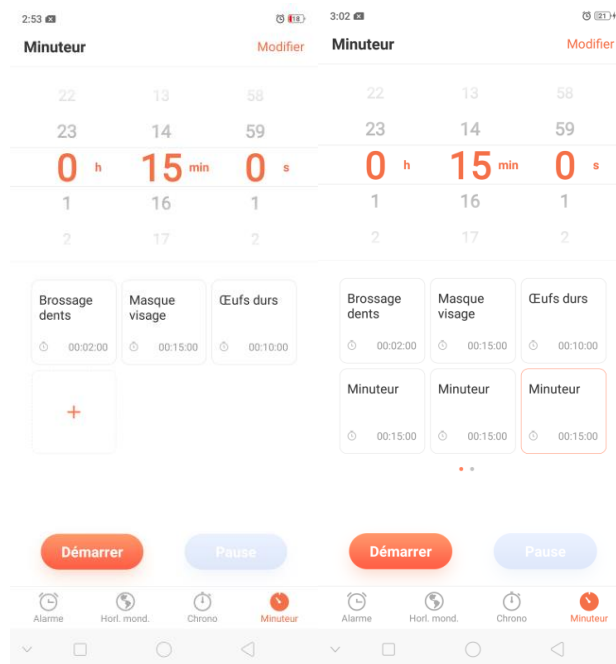 2:53
18
Minuteur
Modifier
22 13 58
23 14 59
0 h 15 min 0 s
1 16 1
2 17 2
Brossage
dents
00:02:00
Masque
visage
00:15:00
Œufs durs
00:10:00
+
Démarrer
Pause
Alarme
Horl. mond.
Chrono
Minuteur
3:02
21
Minuteur
Modifier
22 13 58
23 14 59
0 h 15 min 0 s
1 16 1
2 17 2
Brossage
dents
00:02:00
Masque
visage
00:15:00
Œufs durs
00:10:00
Minuteur
00:15:00
Minuteur
00:15:00
Minuteur
00:15:00
Démarrer
Pause
Alarme
Horl. mond.
Chrono
Minuteur